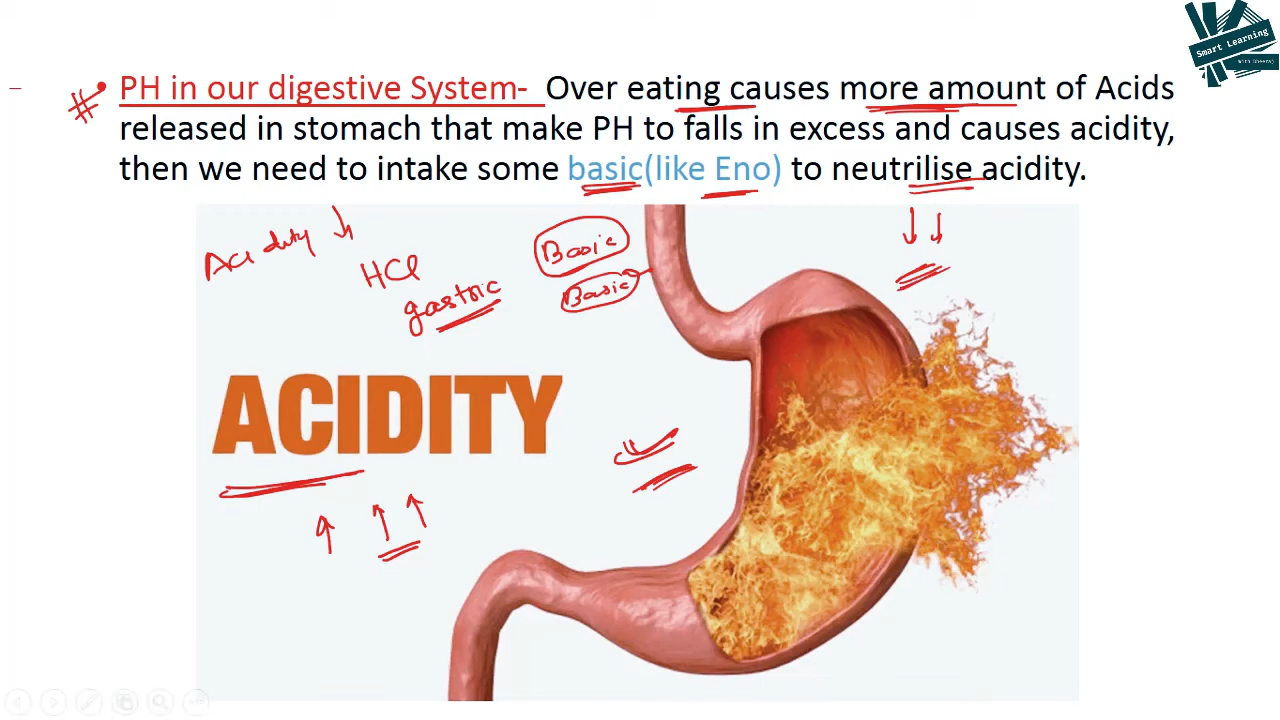 Smart Learning
with Dheeraj
PH in our digestive System- Over eating causes more amount of Acids
released in stomach that make PH to falls in excess and causes acidity,
then we need to intake some basic(like Eno) to neutrilise acidity.
Acidity
HCl
gastric
Basic
Basic
ACIDITY